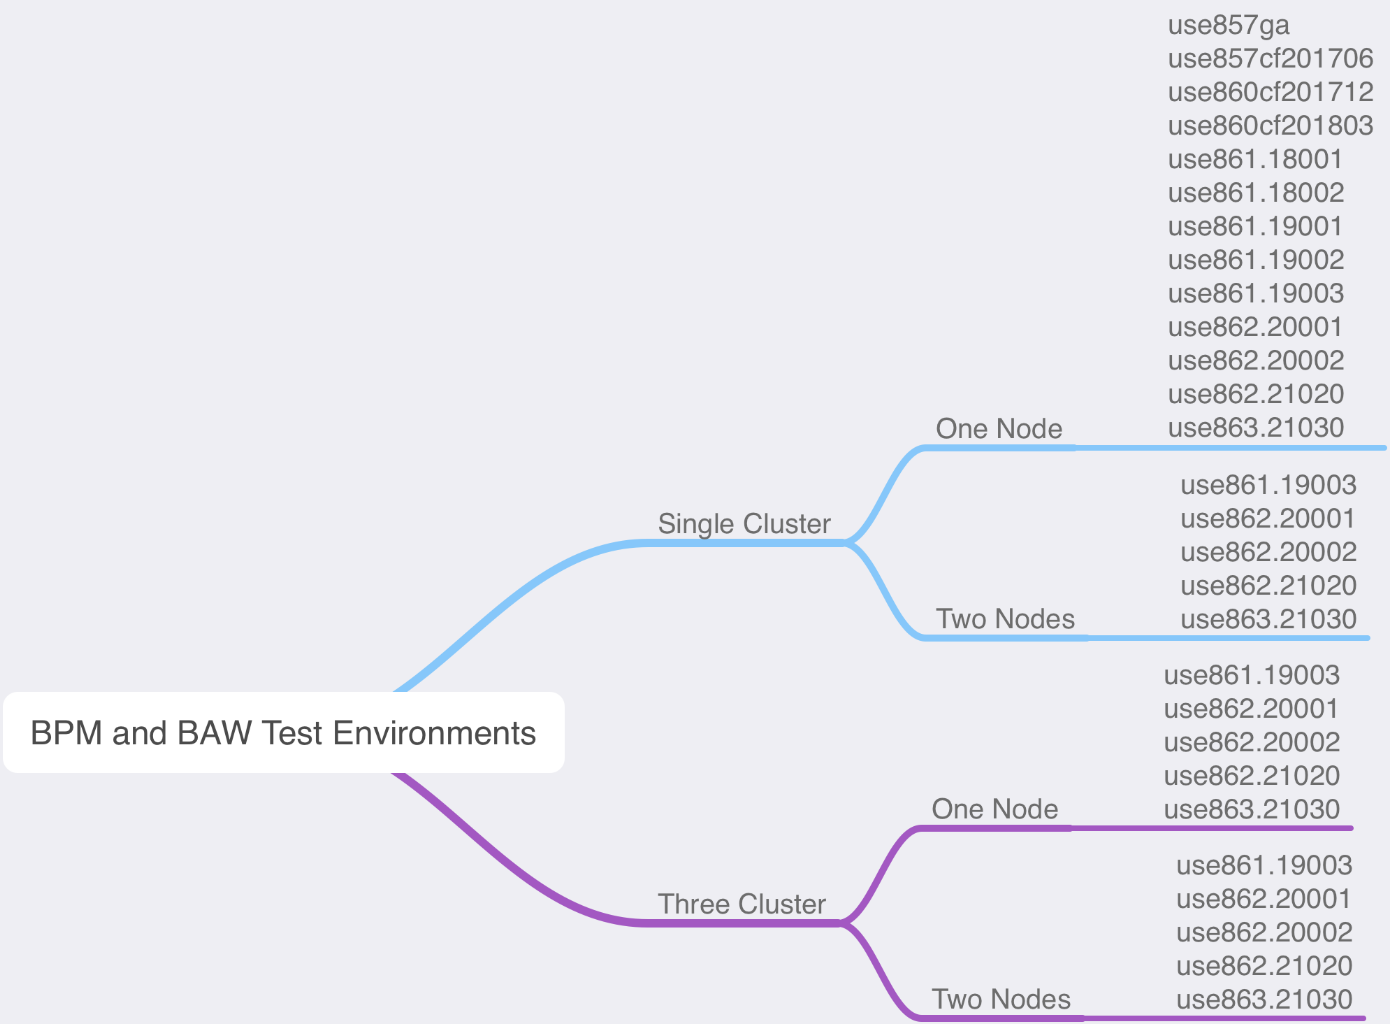 BPM and BAW Test Environments
Single Cluster
One Node
use857ga
use857cf201706
use860cf201712
use860cf201803
use861.18001
use861.18002
use861.19001
use861.19002
use861.19003
use862.20001
use862.20002
use862.21020
use863.21030
Two Nodes
use861.19003
use862.20001
use862.20002
use862.21020
use863.21030
Three Cluster
One Node
use861.19003
use862.20001
use862.20002
use862.21020
use863.21030
Two Nodes
use861.19003
use862.20001
use862.20002
use862.21020
use863.21030